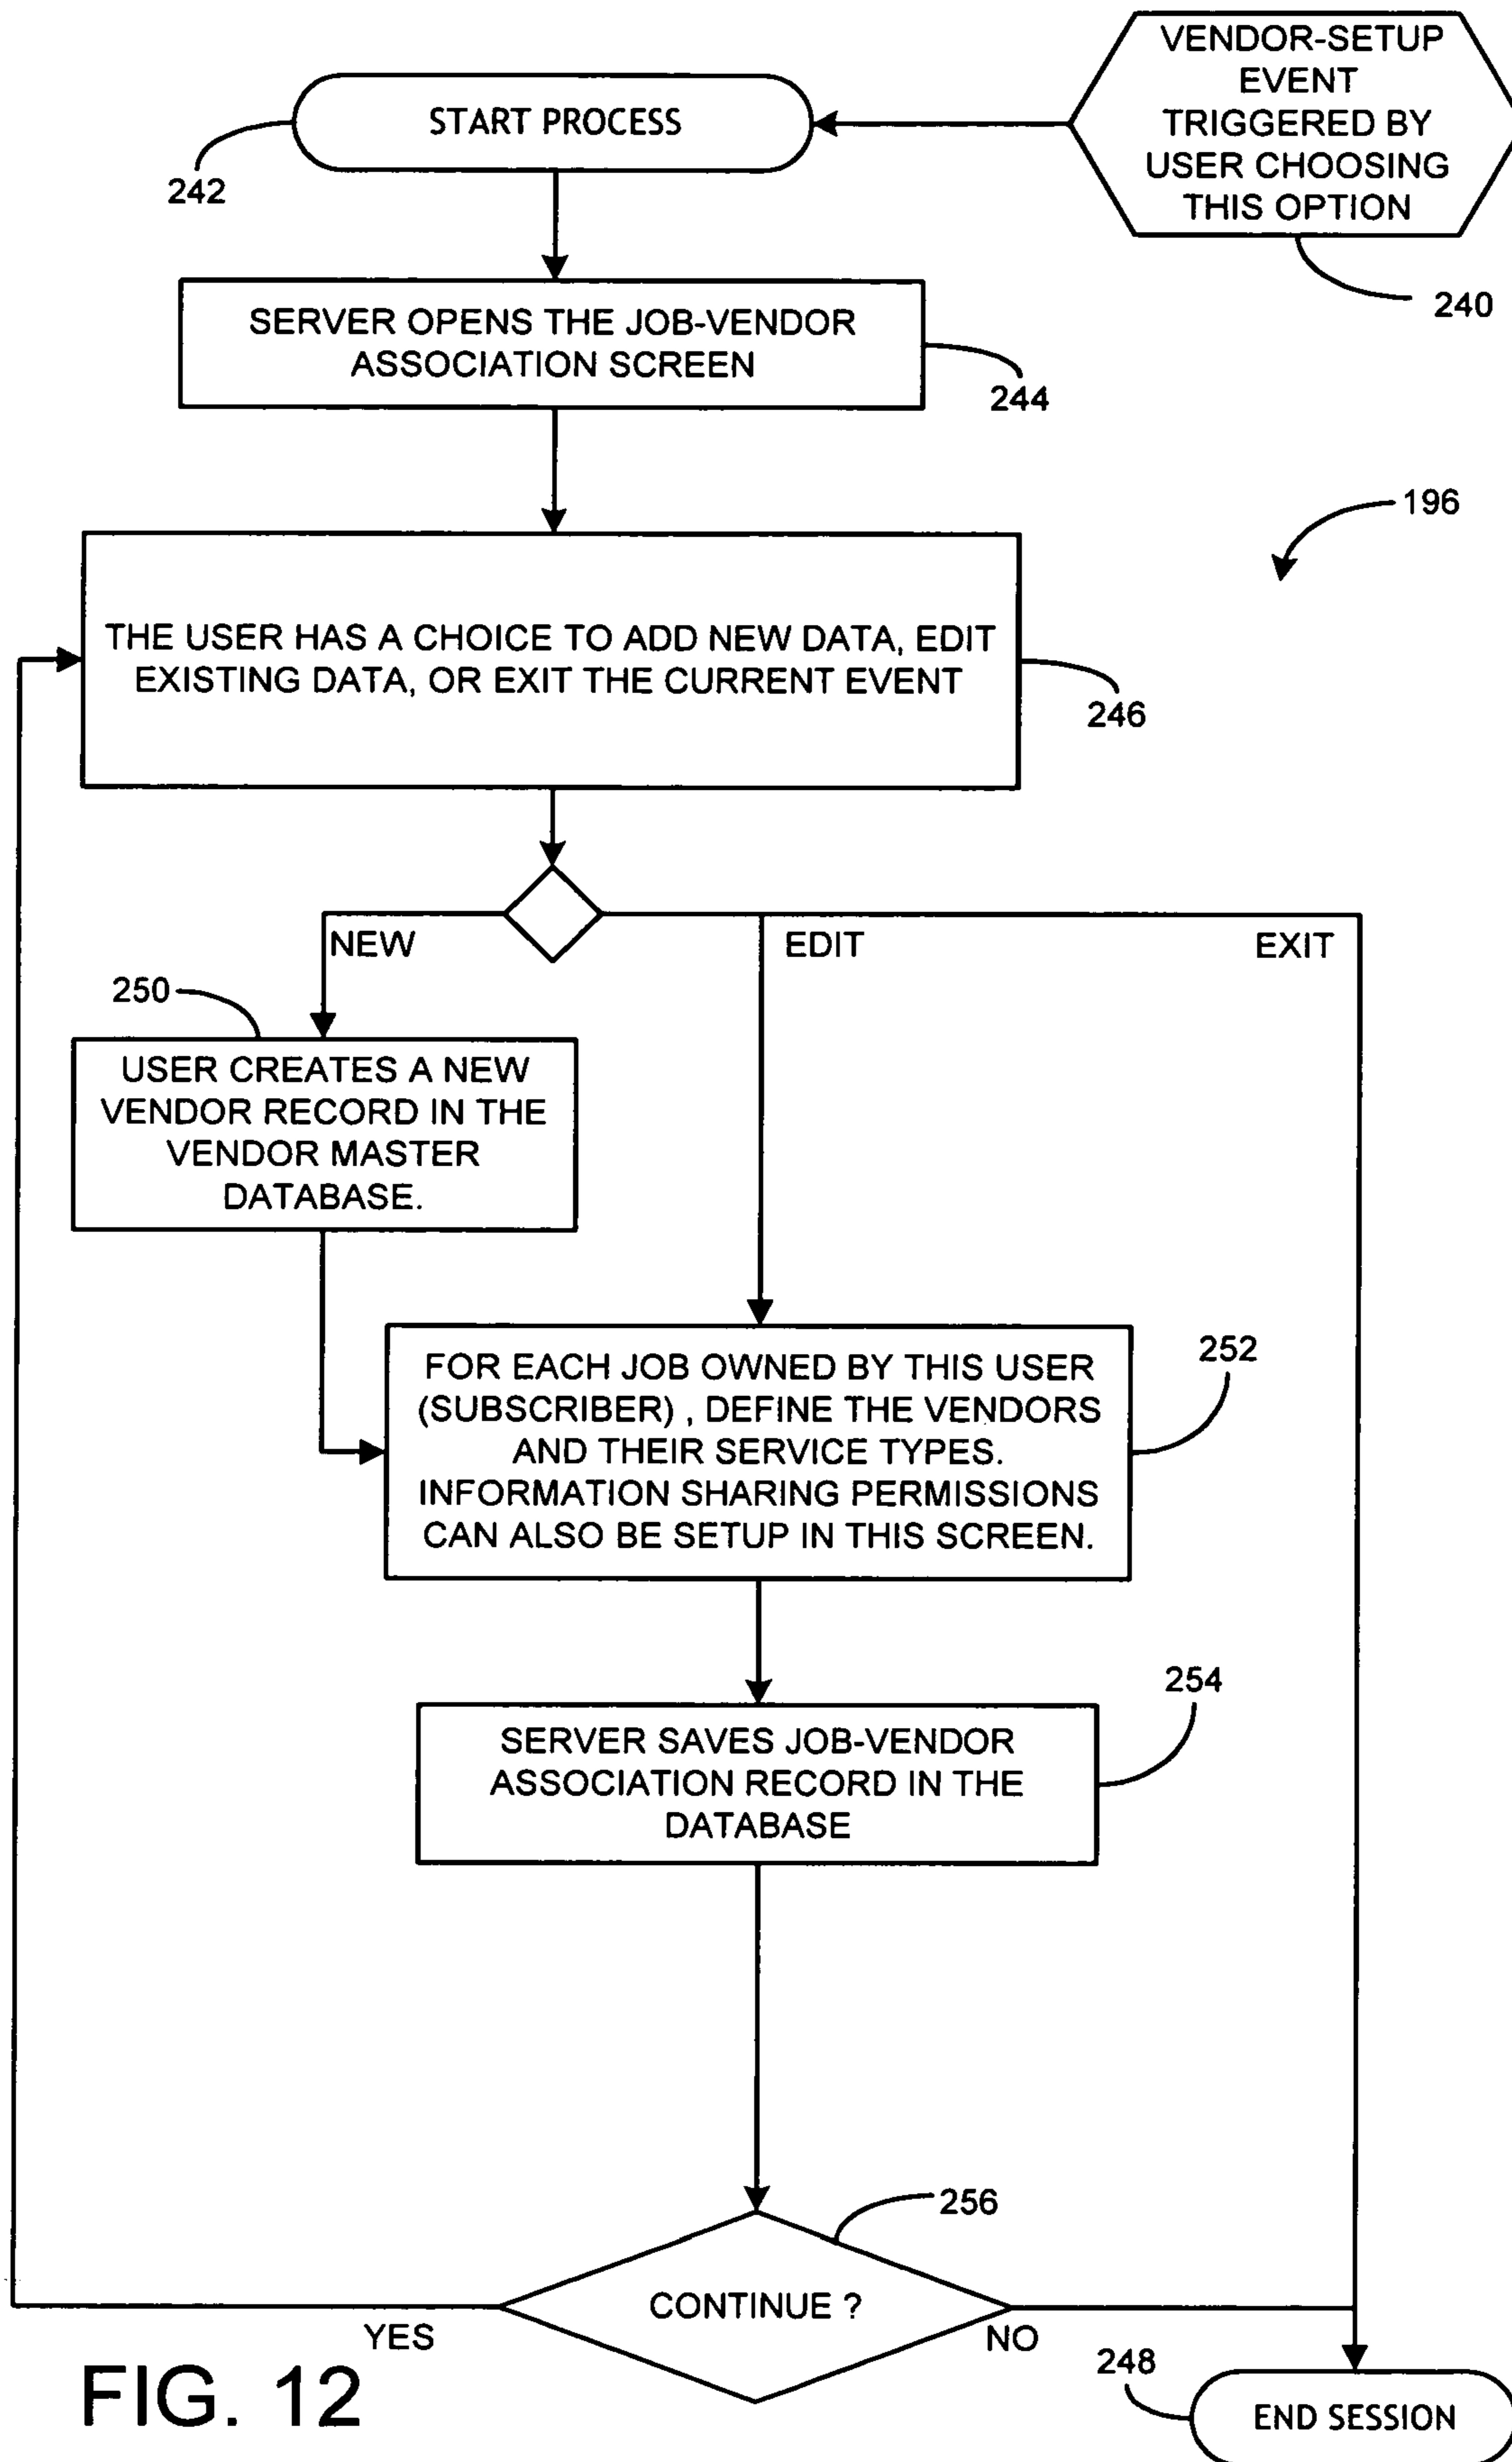 VENDOR-SETUP
EVENT
TRIGGERED BY
USER CHOOSING
THIS OPTION
240
START PROCESS
242
SERVER OPENS THE JOB-VENDOR
ASSOCIATION SCREEN
244
196
THE USER HAS A CHOICE TO ADD NEW DATA, EDIT
EXISTING DATA, OR EXIT THE CURRENT EVENT
246
NEW
EDIT
EXIT
250
USER CREATES A NEW
VENDOR RECORD IN THE
VENDOR MASTER
DATABASE.
FOR EACH JOB OWNED BY THIS USER
(SUBSCRIBER) , DEFINE THE VENDORS
AND THEIR SERVICE TYPES.
INFORMATION SHARING PERMISSIONS
CAN ALSO BE SETUP IN THIS SCREEN.
252
SERVER SAVES JOB-VENDOR
ASSOCIATION RECORD IN THE
DATABASE
254
256
CONTINUE ?
YES
NO
248
END SESSION
FIG. 12